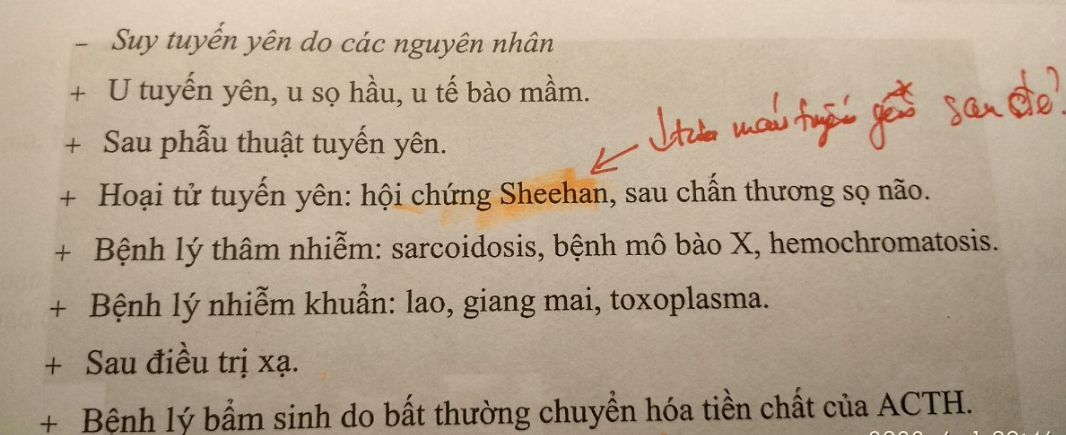 - Suy tuyến yên do các nguyên nhân
+ U tuyến yên, u sọ hầu, u tế bào mầm.
+ Sau phẫu thuật tuyến yên.
máu tuyến yên sau đẻ
+ Hoại tử tuyến yên: hội chứng Sheehan, sau chấn thương sọ não.
+ Bệnh lý thâm nhiễm: sarcoidosis, bệnh mô bào X, hemochromatosis.
+ Bệnh lý nhiễm khuẩn: lao, giang mai, toxoplasma.
+ Sau điều trị xạ.
+ Bệnh lý bẩm sinh do bất thường chuyển hóa tiền chất của ACTH.